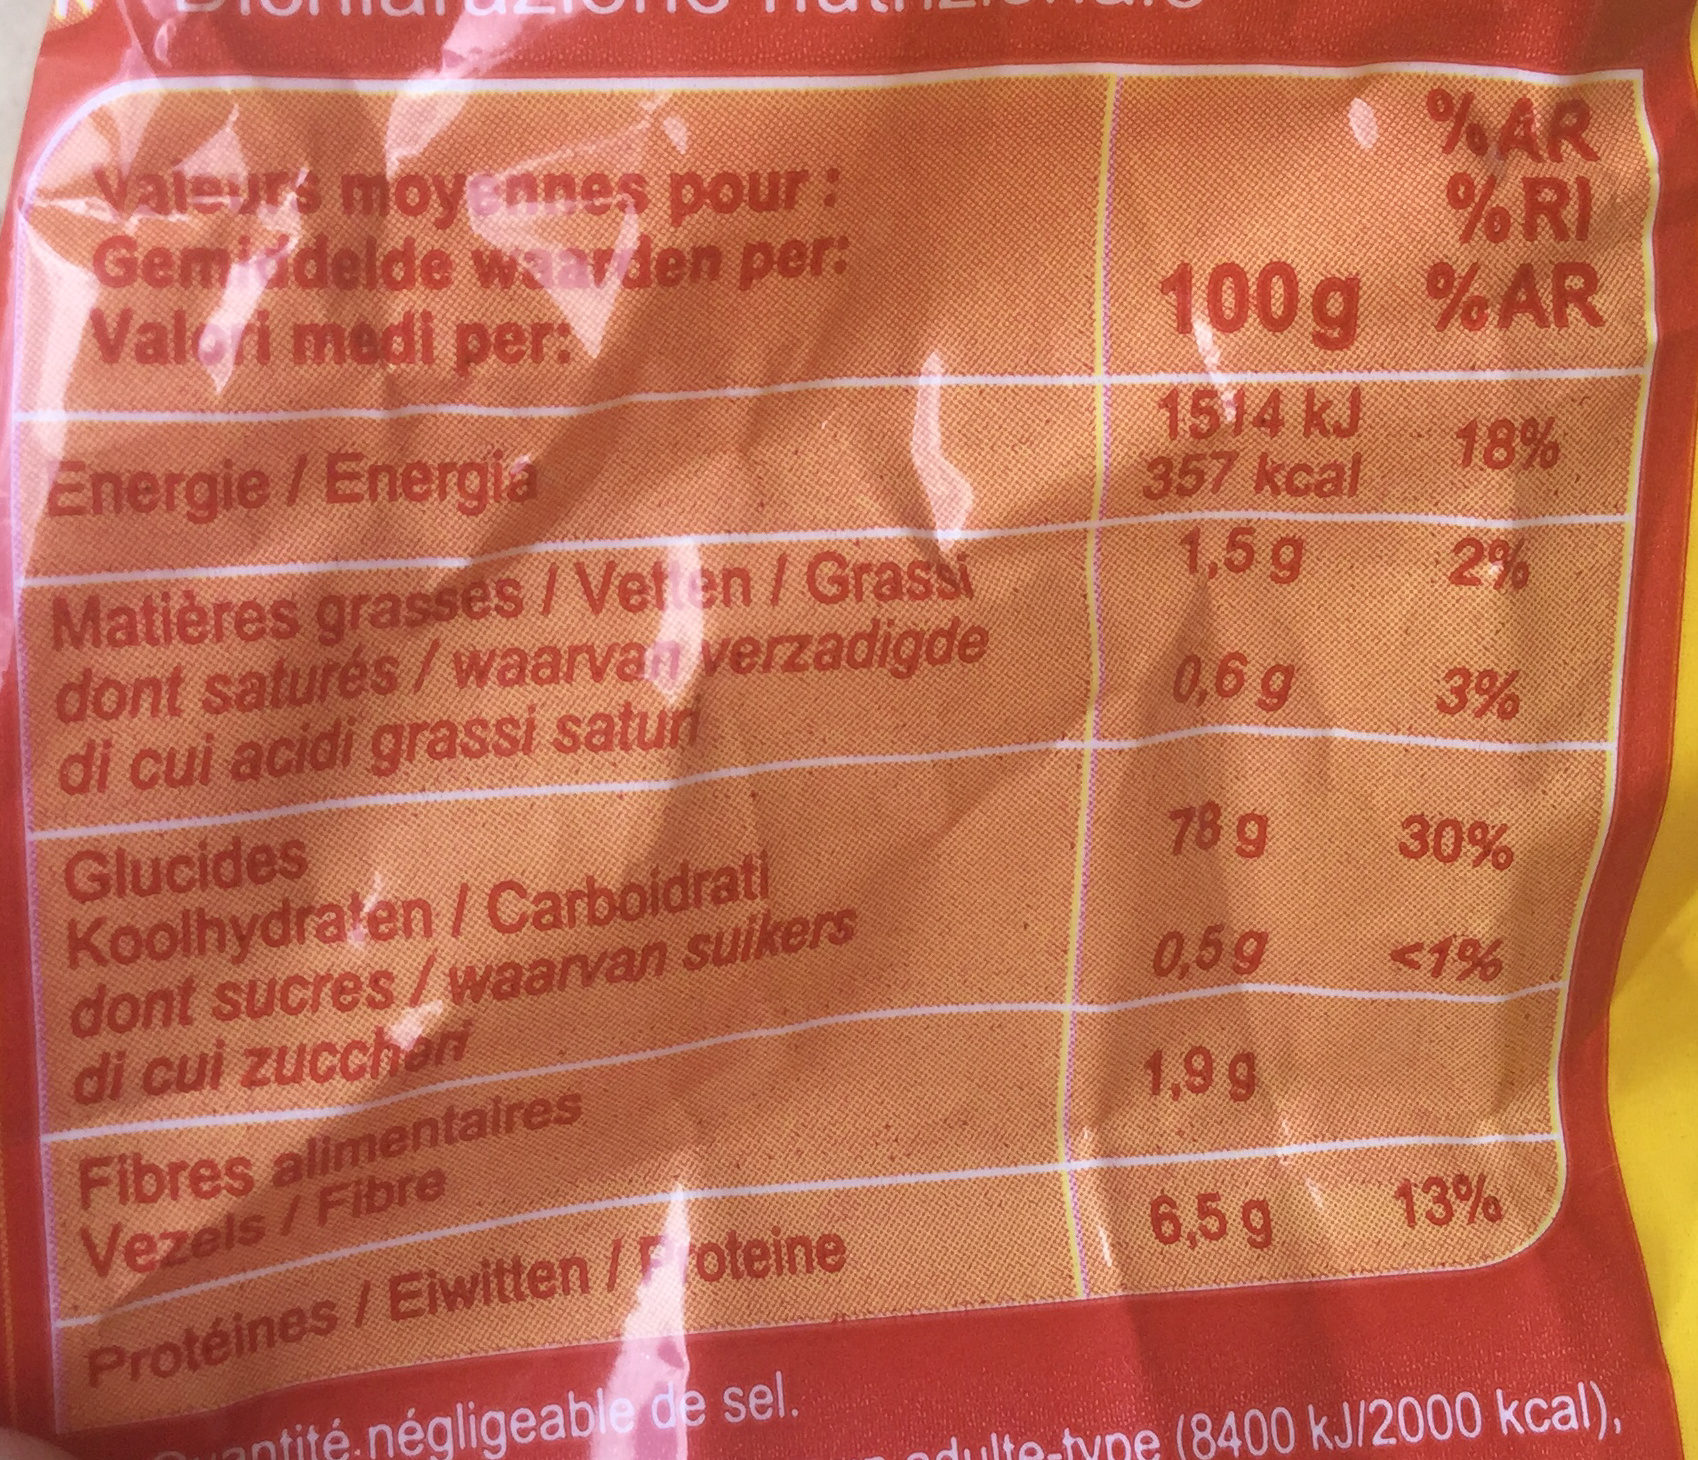 %AR
%RI
Valeurs moyennes pour :
Gemiddelde waarden per:
Valori medi per: 100g %AR
Energie / Energia 1514 kJ 357 kcal 18%
Matières grasses / Vetten / Grassi 1,5 g 2%
dont saturés / waarvan verzadigde
di cui acidi grassi saturi 0,6 g 3%
Glucides
Koolhydraten / Carboidrati 78 g 30%
dont sucres / waarvan suikers
di cui zuccheri 0,5 g <1%
Fibres alimentaires
Vezels / Fibre 1,9 g
Protéines / Eiwitten / Proteine 6,5 g 13%
négligeable de sel.
adulte-type (8400 kJ/2000 kcal),